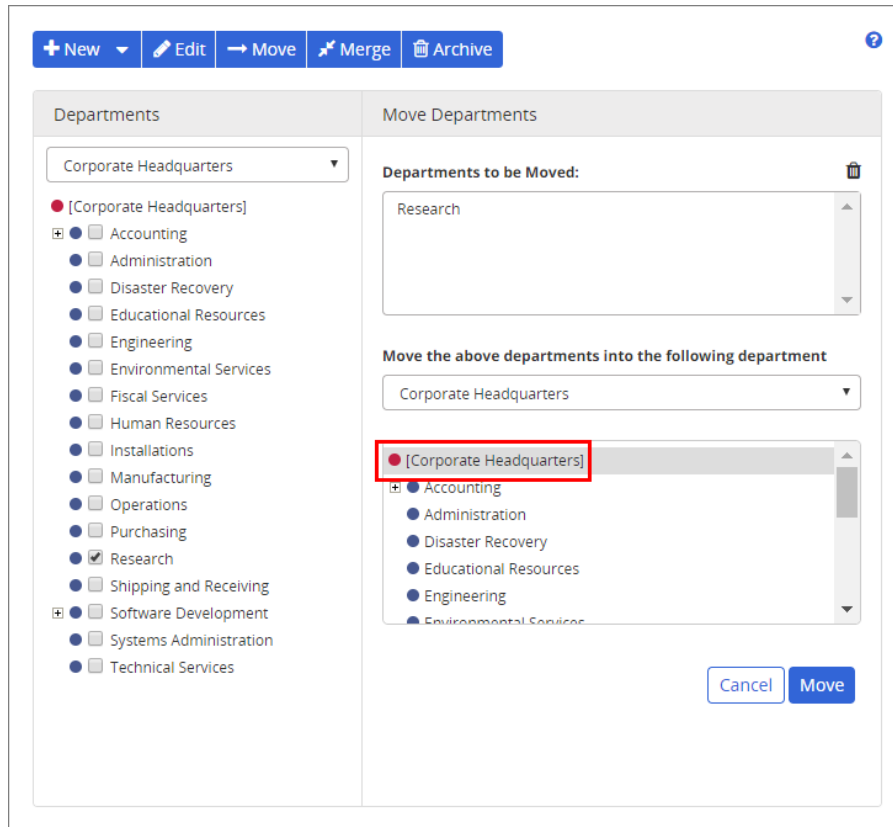 New Edit Move Merge Archive
Departments
Corporate Headquarters
[Corporate Headquarters]
Accounting
Administration
Disaster Recovery
Educational Resources
Engineering
Environmental Services
Fiscal Services
Human Resources
Installations
Manufacturing
Operations
Purchasing
Research
Shipping and Receiving
Software Development
Systems Administration
Technical Services
Move Departments
Departments to be Moved:
Research
Move the above departments into the following department
Corporate Headquarters
[Corporate Headquarters]
Accounting
Administration
Disaster Recovery
Educational Resources
Engineering
Environmental Services
Cancel Move